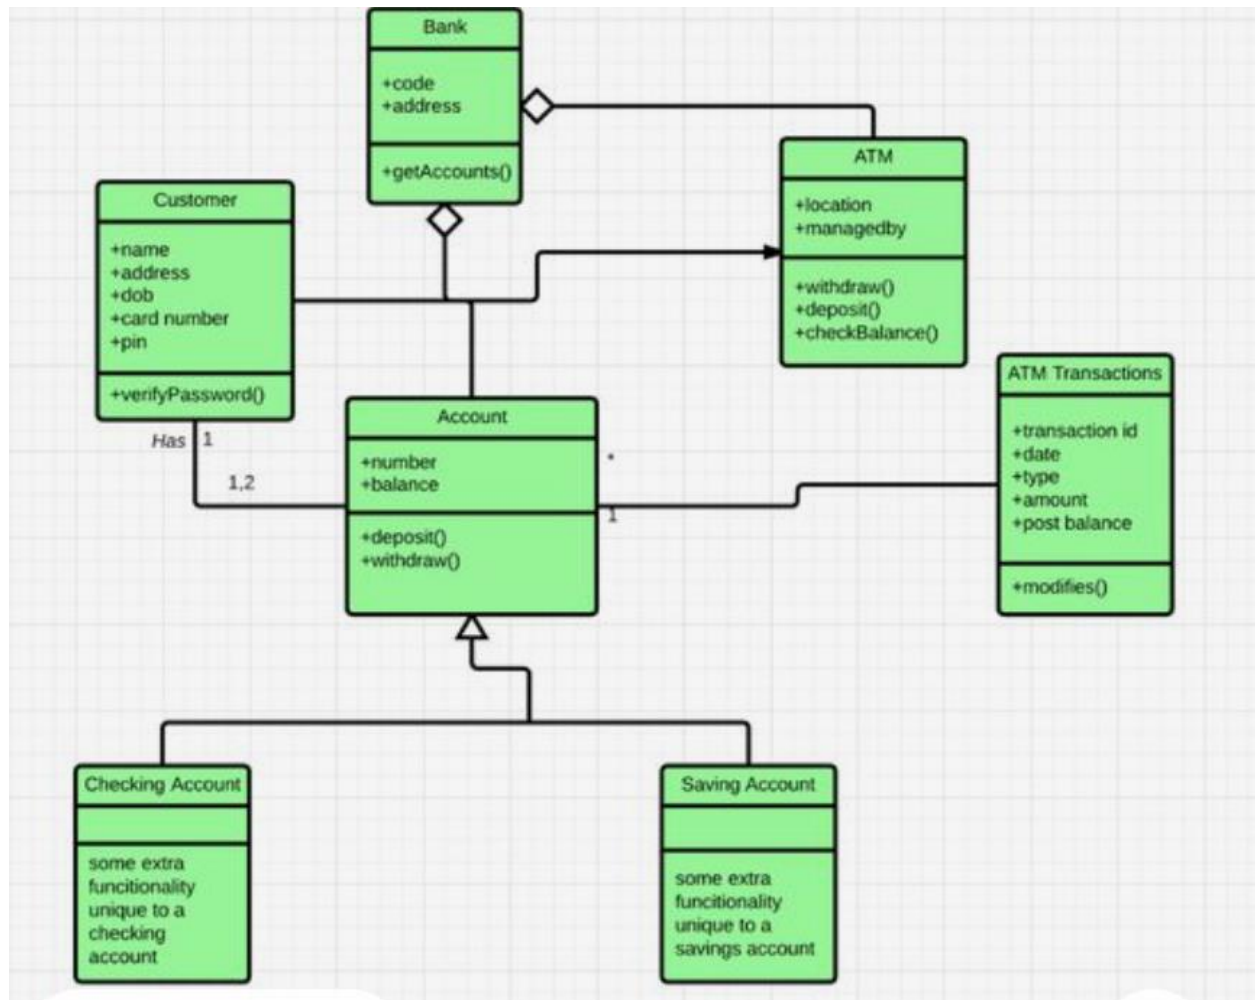 Bank
+code
+address
+getAccounts()
ATM
+location
+managedby
+withdraw()
+deposit()
+checkBalance()
Customer
+name
+address
+dob
+card number
+pin
+verifyPassword()
Has 1
1,2
Account
+number
+balance
+deposit()
+withdraw()
*
1
ATM Transactions
+transaction id
+date
+type
+amount
+post balance
+modifies()
Checking Account
some extra
funcitionality
unique to a
checking
account
Saving Account
some extra
funcitionality
unique to a
savings account